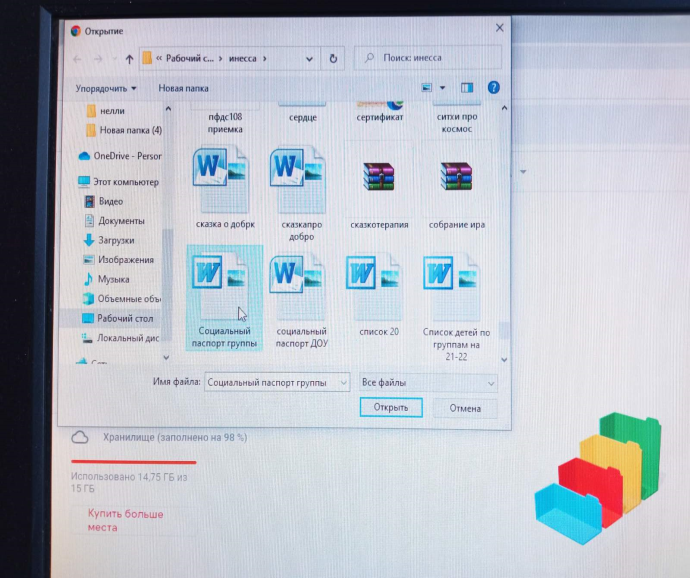 Открытие
« Рабочий с... › инесса ›
Поиск: инесса
Упорядочить
Новая папка
нелли
Новая папка (4)
OneDrive - Person
Этот компьютер
Видео
Документы
Загрузки
Изображения
Музыка
Объемные объе
Рабочий стол
Локальный дис
пфдс108
приемка
сердце
сертификат
ситхи про
космос
сказка о добрк
сказкапро
добро
сказкотерапия
собрание ира
Социальный
паспорт группы
социальный
паспорт ДОУ
список 20
Список детей по
группам на
21-22
Имя файла:
Социальный паспорт группы
Все файлы
Открыть
Отмена
Хранилище (заполнено на 98 %)
Использовано 14,75 ГБ из
15 ГБ
Купить больше
места